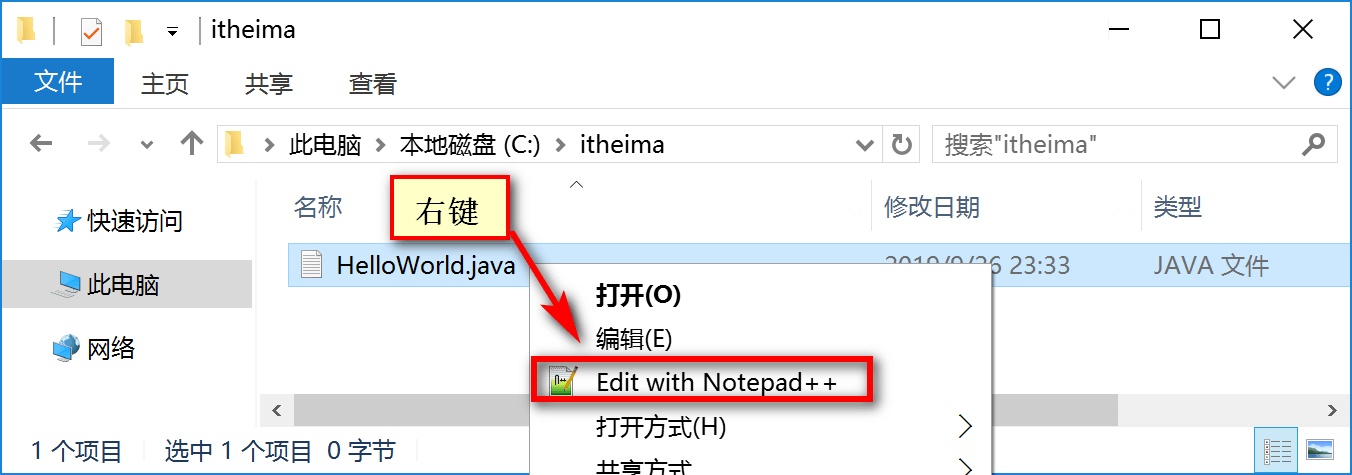 itheima
文件 主页 共享 查看
此电脑 本地磁盘 (C:) itheima 搜索"itheima"
名称 修改日期 类型
右键
快速访问
HelloWorld.java 23:33 JAVA 文件
此电脑
打开(O)
编辑(E)
网络
Edit with Notepad++
打开方式(H)
1 个项目 选中 1 个项目 0 字节
共享方式